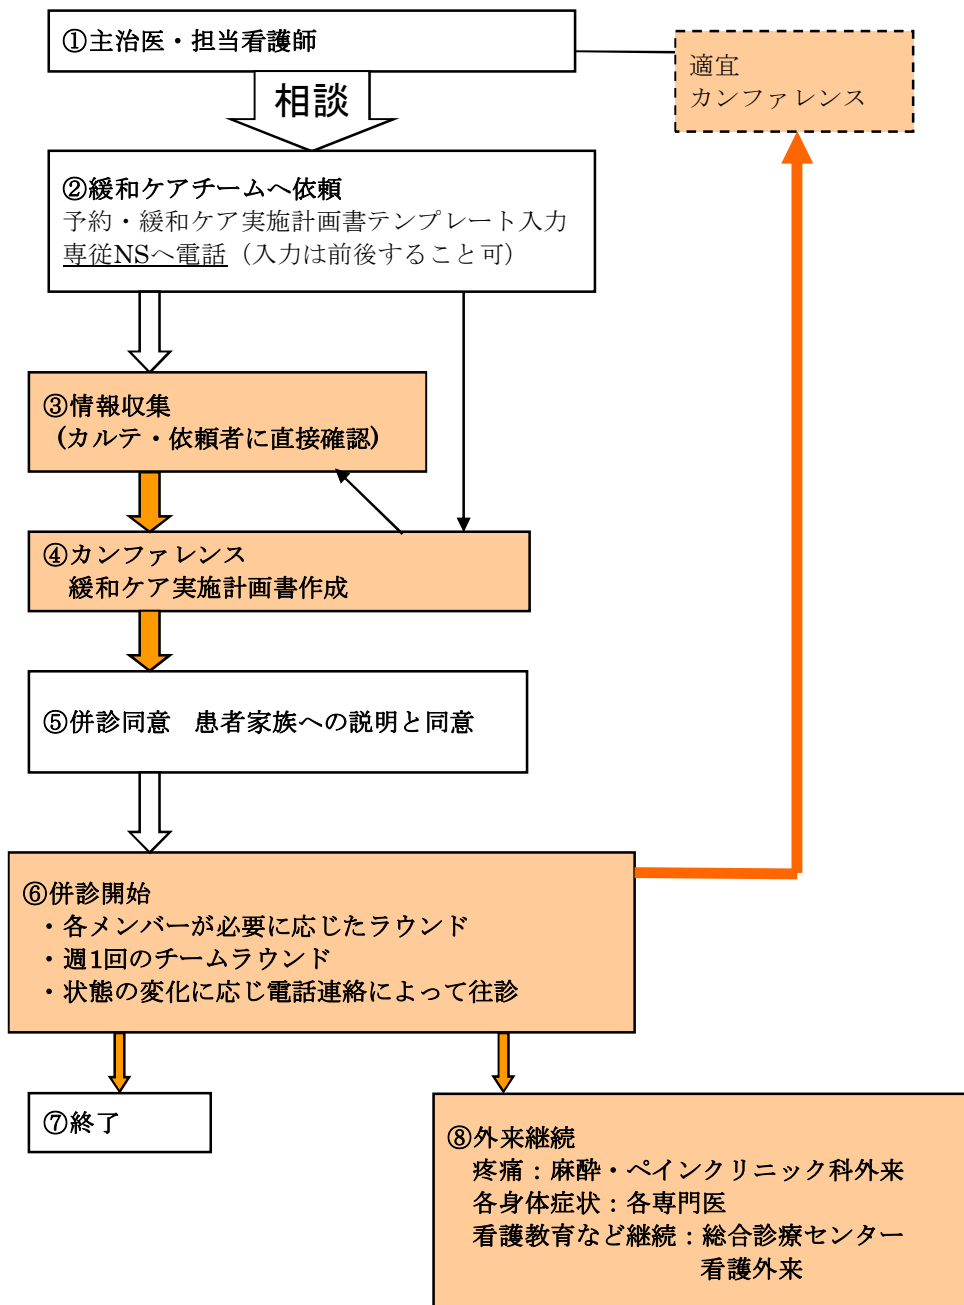 ①主治医・担当看護師
適宜
カンファレンス
相談
②緩和ケアチームへ依頼
予約・緩和ケア実施計画書テンプレート入力
専従NSへ電話（入力は前後すること可）
③情報収集
(カルテ・依頼者に直接確認)
④カンファレンス
緩和ケア実施計画書作成
⑤併診同意　患者家族への説明と同意
⑥併診開始
・各メンバーが必要に応じたラウンド
・週1回のチームラウンド
・状態の変化に応じ電話連絡によって往診
⑦終了
⑧外来継続
疼痛：麻酔・ペインクリニック科外来
各身体症状：各専門医
看護教育など継続：総合診療センター
看護外来